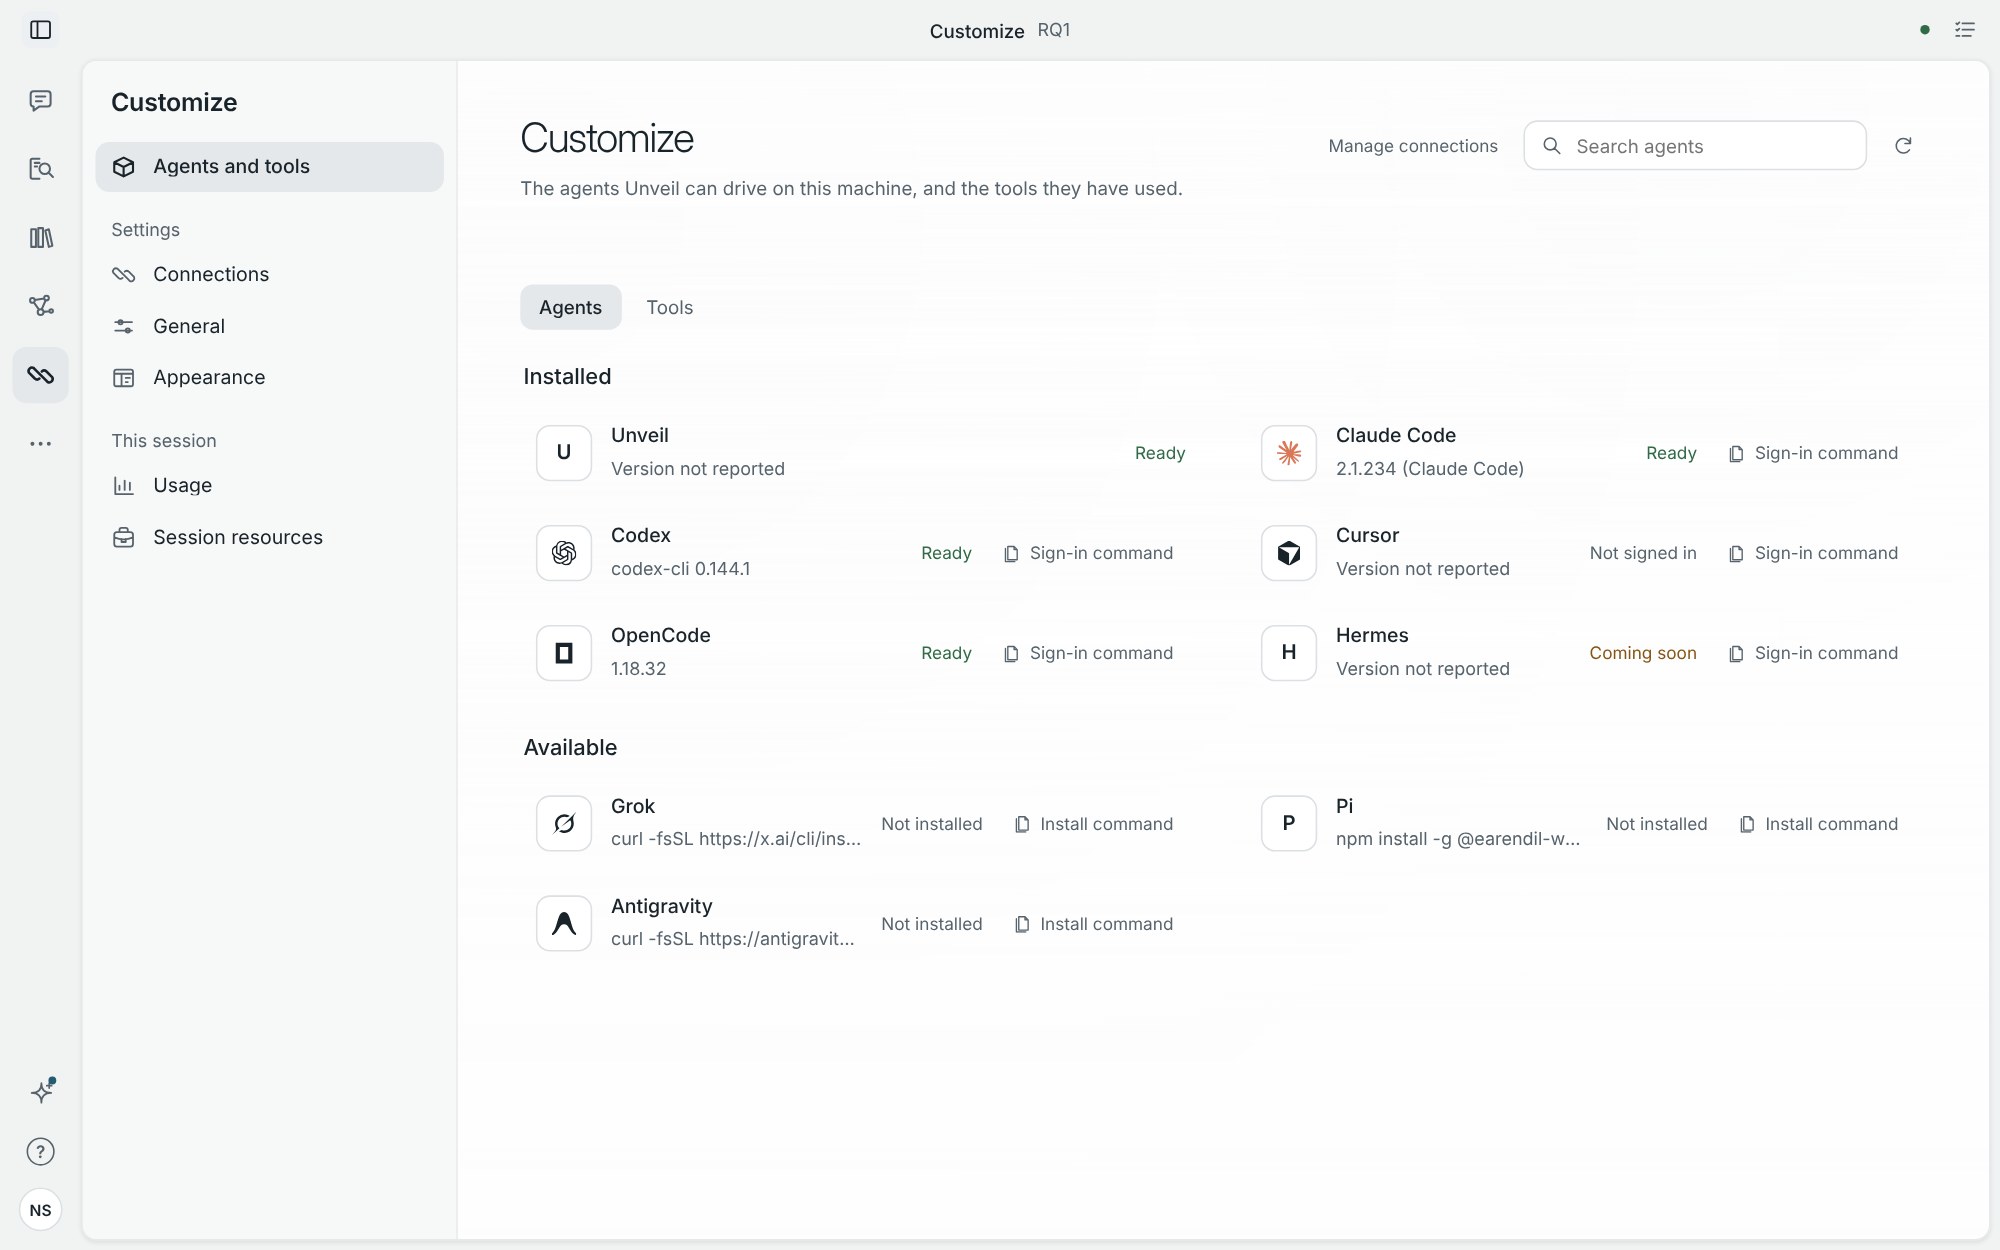 Customize RQ1
Customize
Agents and tools
Settings
Connections
General
Appearance
This session
Usage
Session resources
NS
Customize
The agents Unveil can drive on this machine, and the tools they have used.
Manage connections
Search agents
Agents
Tools
Installed
U
Unveil
Version not reported
Ready
Claude Code
2.1.234 (Claude Code)
Ready
Sign-in command
Codex
codex-cli 0.144.1
Ready
Sign-in command
Cursor
Version not reported
Not signed in
Sign-in command
OpenCode
1.18.32
Ready
Sign-in command
H
Hermes
Version not reported
Coming soon
Sign-in command
Available
Grok
curl -fsSL https://x.ai/cli/ins...
Not installed
Install command
P
Pi
npm install -g @earendil-w...
Not installed
Install command
Antigravity
curl -fsSL https://antigravit...
Not installed
Install command